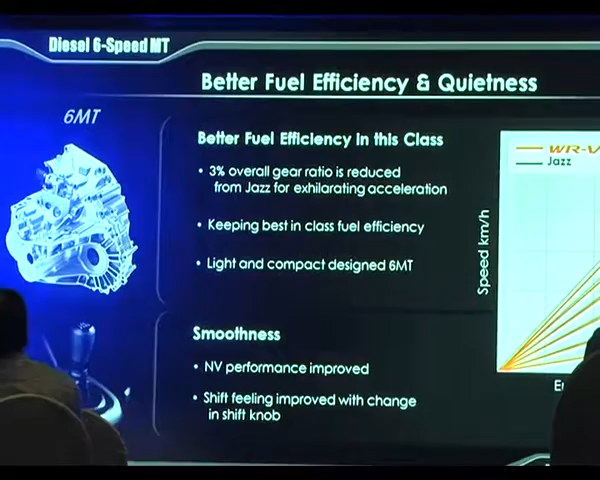 Diesel 6-Speed MT
Better Fuel Efficiency & Quietness
6MT
Better Fuel Efficiency in this Class
• 3% overall gear ratio is reduced
from Jazz for exhilarating acceleration
• Keeping best in class fuel efficiency
• Light and compact designed 6MT
Smoothness
• NV performance improved
• Shift feeling improved with change
in shift knob
WR-V
Jazz
Speed km/h